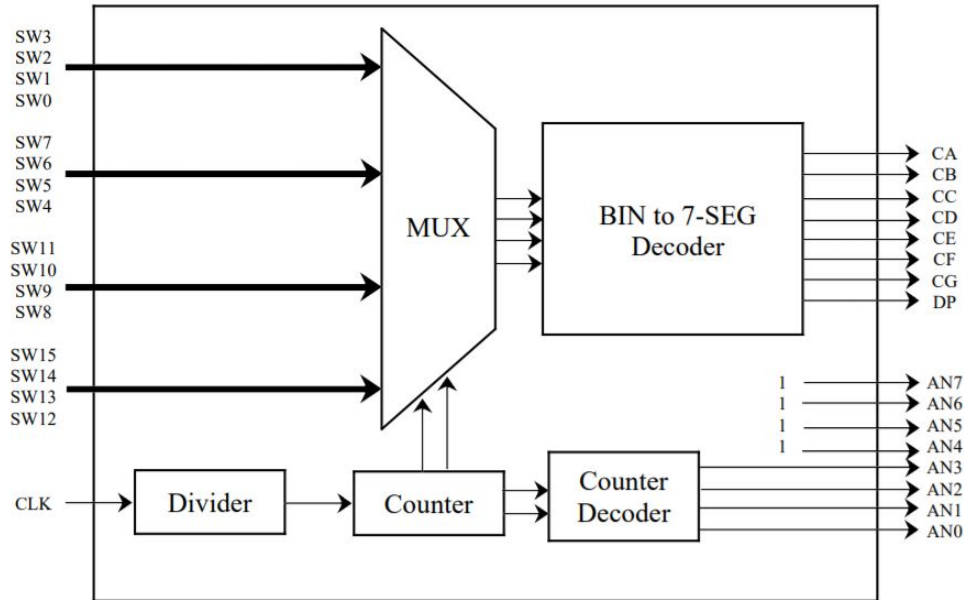 SW3
SW2
SW1
SW0
SW7
SW6
SW5
SW4
SW11
SW10
SW9
SW8
SW15
SW14
SW13
SW12
CLK
MUX
BIN to 7-SEG
Decoder
Divider
Counter
Counter
Decoder
CA
CB
CC
CD
CE
CF
CG
DP
1 AN7
1 AN6
1 AN5
1 AN4
AN3
AN2
AN1
AN0